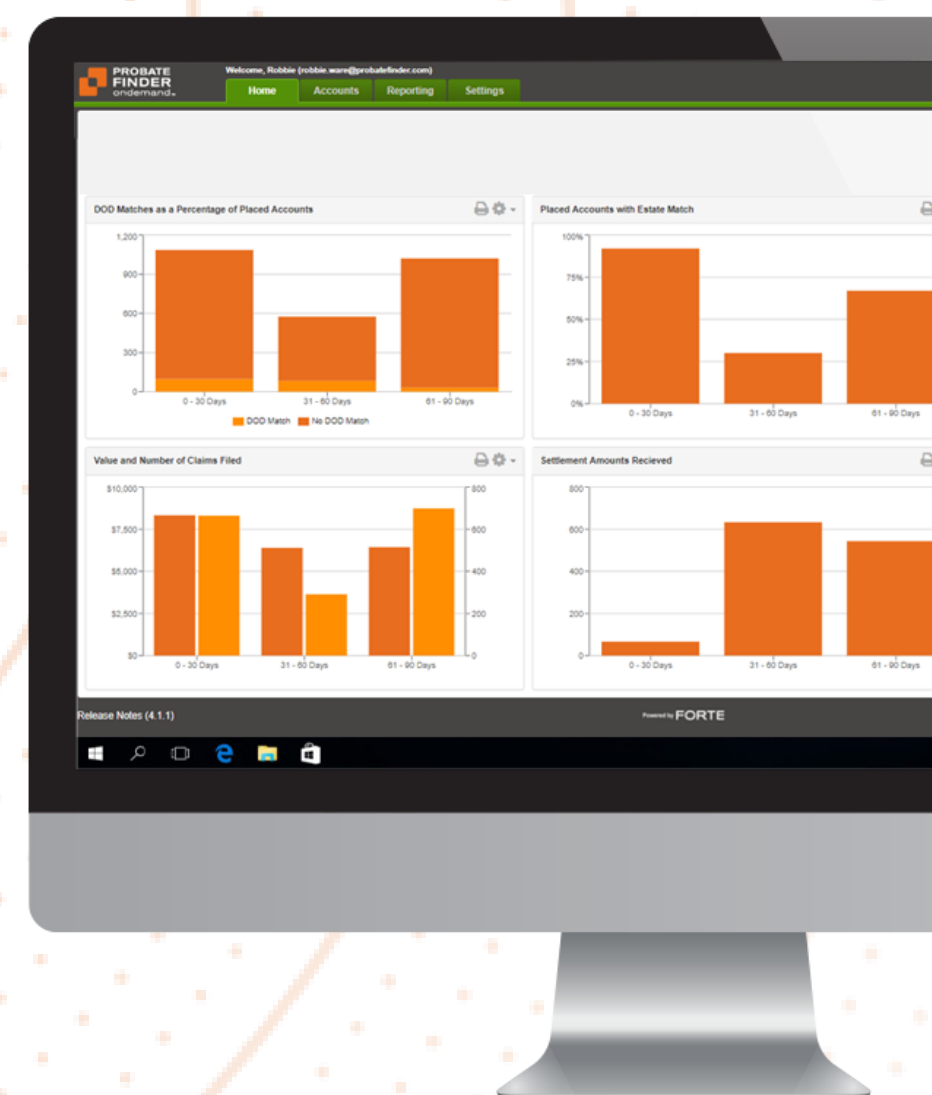 PROBATE
FINDER
ondemand.
Welcome, Robbie (robbie.ware@probatefinder.com)
Home Accounts Reporting Settings
DOD Matches as a Percentage of Placed Accounts
1,200
900
600
300
0
0 - 30 Days 31 - 60 Days 61 - 90 Days
DOD Match No DOD Match
Placed Accounts with Estate Match
100%
75%
50%
25%
0%
0 - 30 Days 31 - 60 Days 61 - 90 Days
Value and Number of Claims Filed
$10,000 800
$7,500 600
$5,000 400
$2,500 200
$0 0
0 - 30 Days 31 - 60 Days 61 - 90 Days
Settlement Amounts Recieved
800
600
400
200
0
0 - 30 Days 31 - 60 Days 61 - 90 Days
Release Notes (4.1.1)
Powered by FORTE